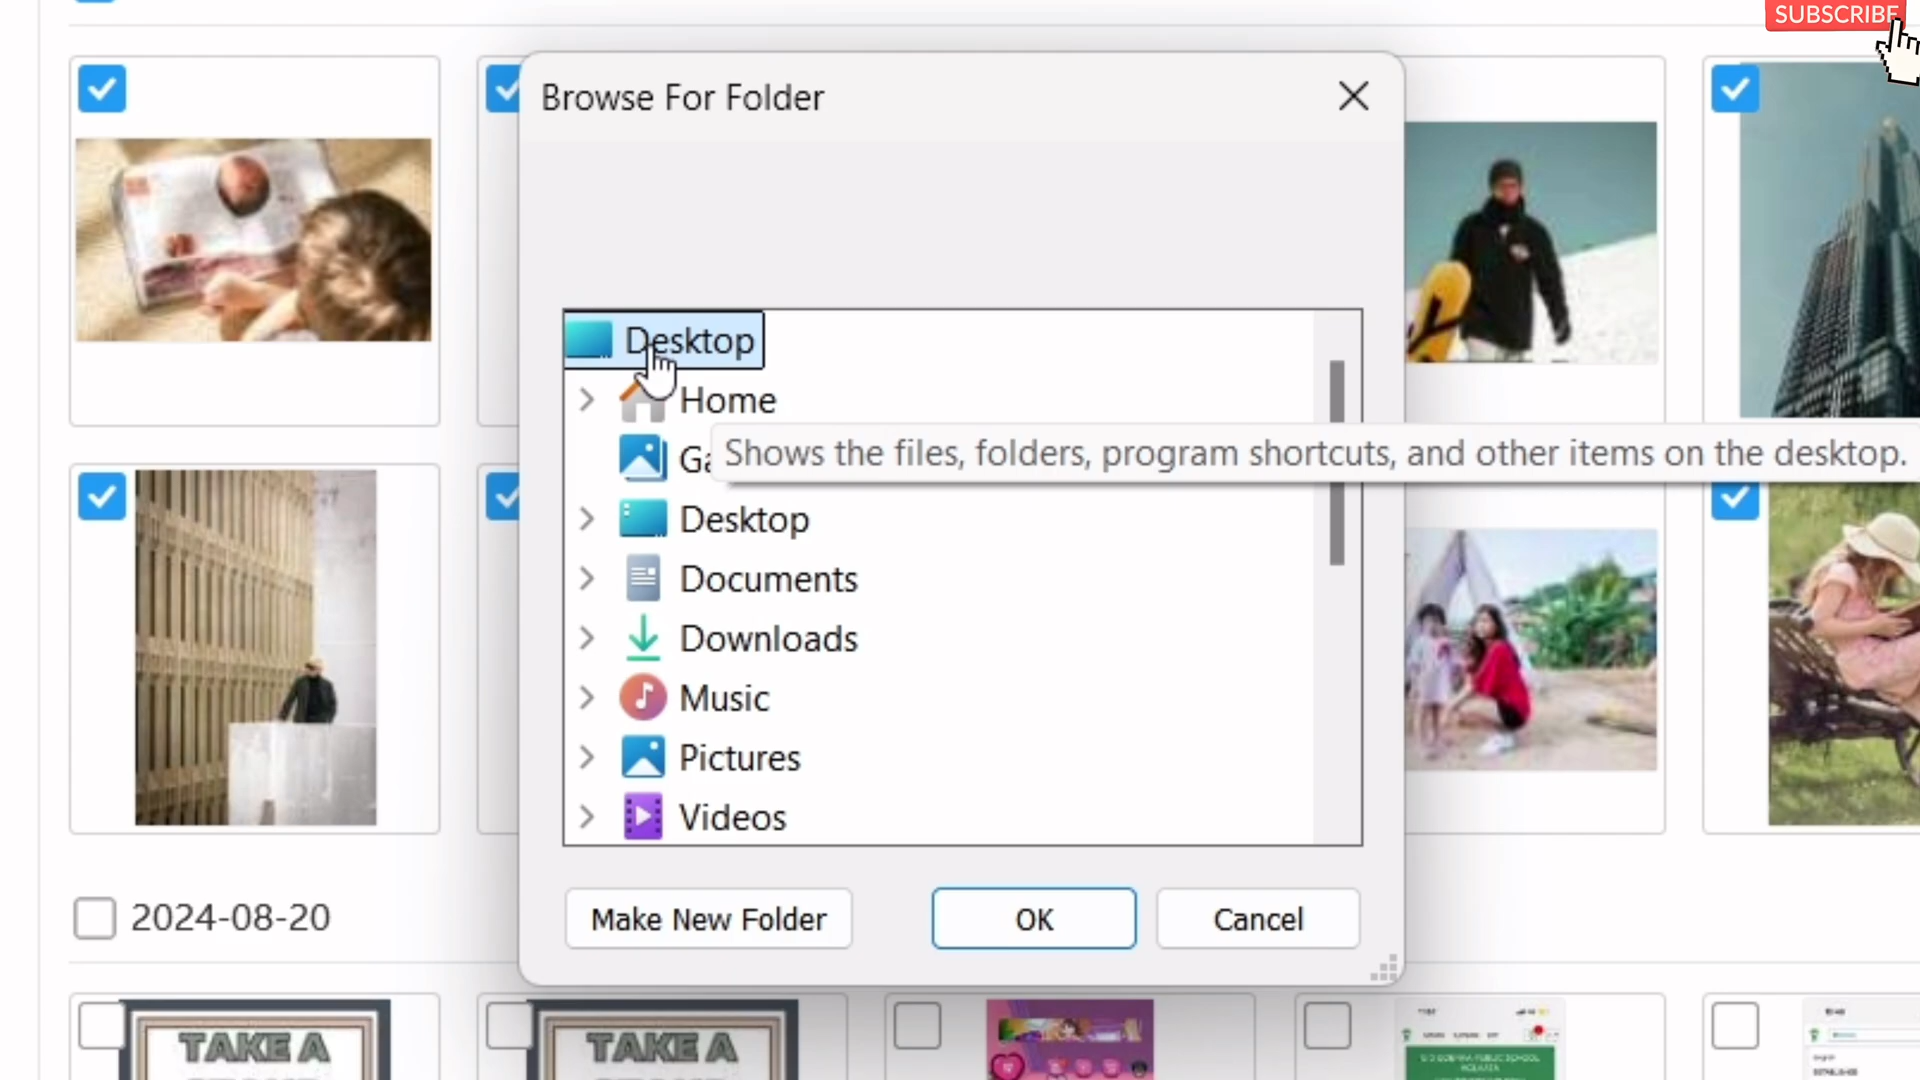 SUBSCRIBE
Browse For Folder
Desktop
Home
Ga
Shows the files, folders, program shortcuts, and other items on the desktop.
Desktop
Documents
Downloads
Music
Pictures
Videos
Make New Folder
OK
Cancel
2024-08-20
TAKE A
TAKE A